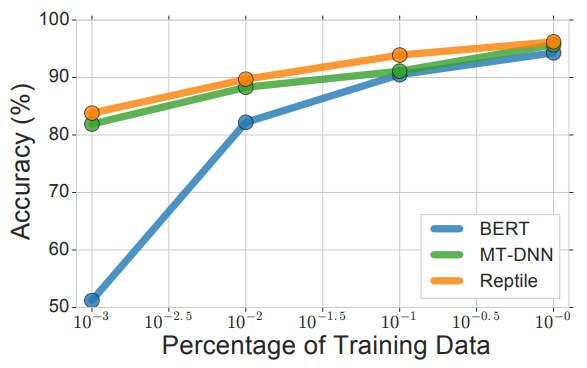 100
90
80
70
60
50
Accuracy (%)
10^{-3}
10^{-2.5}
10^{-2}
10^{-1.5}
10^{-1}
10^{-0.5}
10^{-0}
Percentage of Training Data
BERT
MT-DNN
Reptile